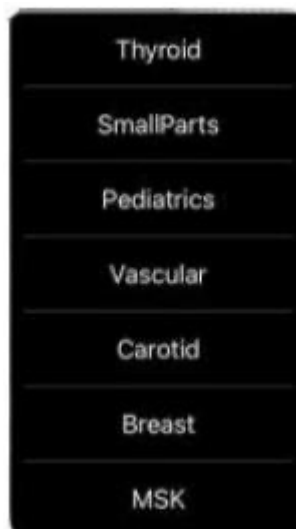 Thyroid
SmallParts
Pediatrics
Vascular
Carotid
Breast
MSK